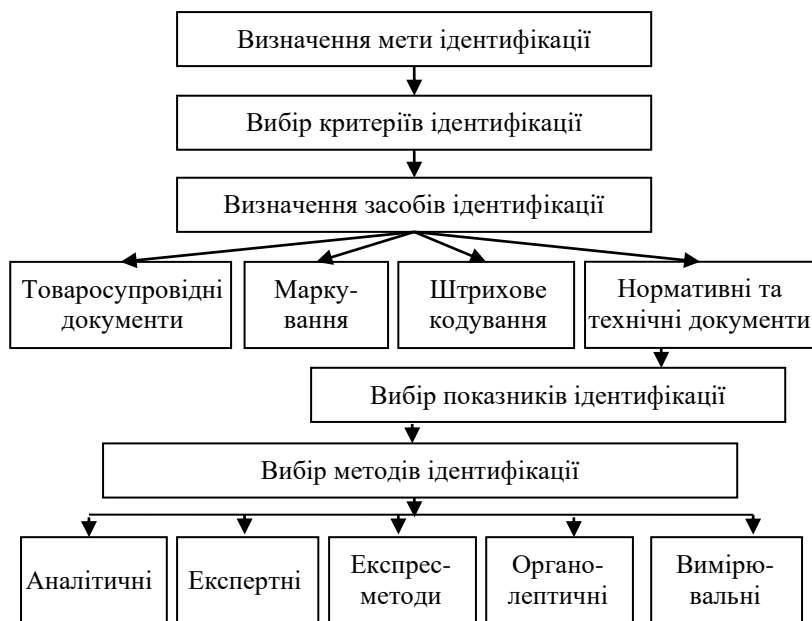 Визначення мети ідентифікації
Вибір критеріїв ідентифікації
Визначення засобів ідентифікації
Товаросупровідні
документи
Марку-
вання
Штрихове
кодування
Нормативні та
технічні документи
Вибір показників ідентифікації
Вибір методів ідентифікації
Аналітичні
Експертні
Експрес-
методи
Органо-
лептичні
Вимірю-
вальні